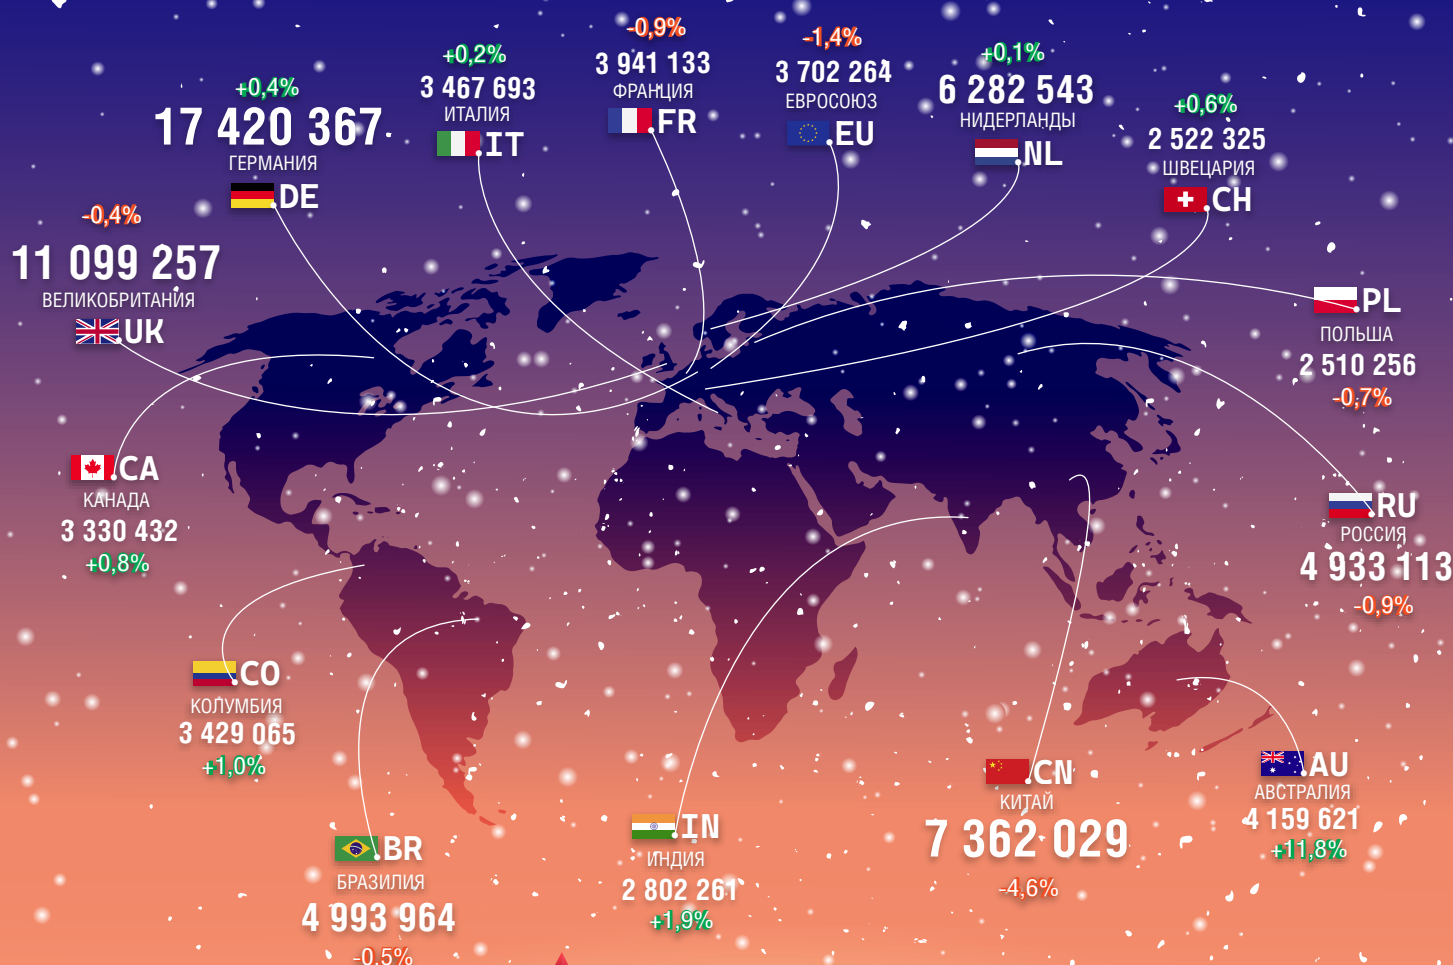 +0,4%
17 420 367
ГЕРМАНИЯ
DE
+0,2%
3 467 693
ИТАЛИЯ
IT
-0,9%
3 941 133
ФРАНЦИЯ
FR
-1,4%
3 702 264
ЕВРОСОЮЗ
EU
+0,1%
6 282 543
НИДЕРЛАНДЫ
NL
+0,6%
2 522 325
ШВЕЦАРИЯ
CH
-0,4%
11 099 257
ВЕЛИКОБРИТАНИЯ
UK
PL
ПОЛЬША
2 510 256
-0,7%
CA
КАНАДА
3 330 432
+0,8%
RU
РОССИЯ
4 933 113
-0,9%
CO
КОЛУМБИЯ
3 429 065
+1,0%
BR
БРАЗИЛИЯ
4 993 964
-0,5%
IN
ИНДИЯ
2 802 261
+1,9%
CN
КИТАЙ
7 362 029
-4,6%
AU
АВСТРАЛИЯ
4 159 621
+11,8%